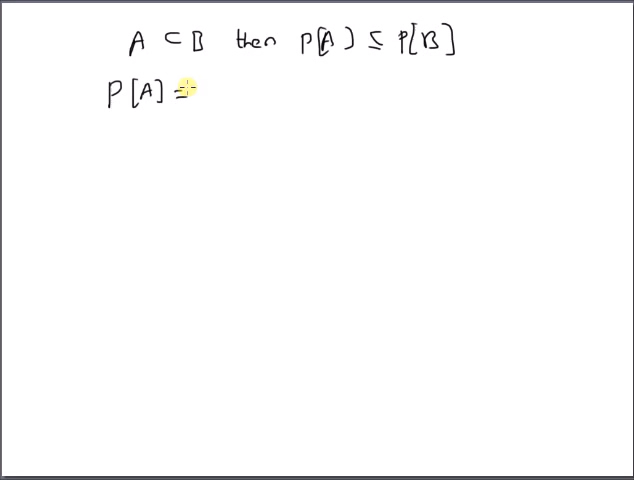 A ⊂ B then P[A] ≤ P[B]
P[A] =